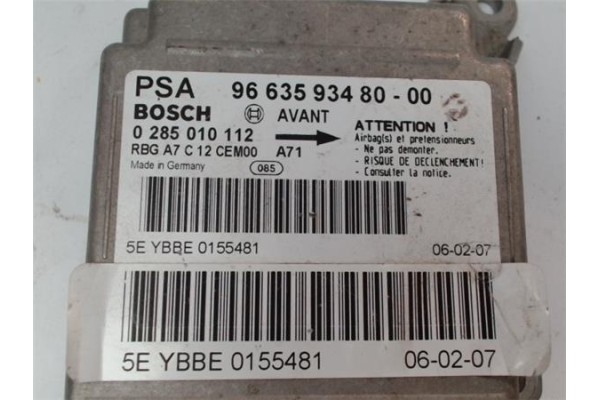 PSA 96 635 934 80 - 00
BOSCH AVANT
0 285 010 112
RBG A7 C 12 CEM00 A71
Made in Germany 085
ATTENTION !
Airbag(s) et pretensionneurs
- Ne pas demonter.
- RISQUE DE DECLENCHEMENT!
- Consulter la notice.
5E YBBE 0155481 06-02-07
5E YBBE 0155481 06-02-07